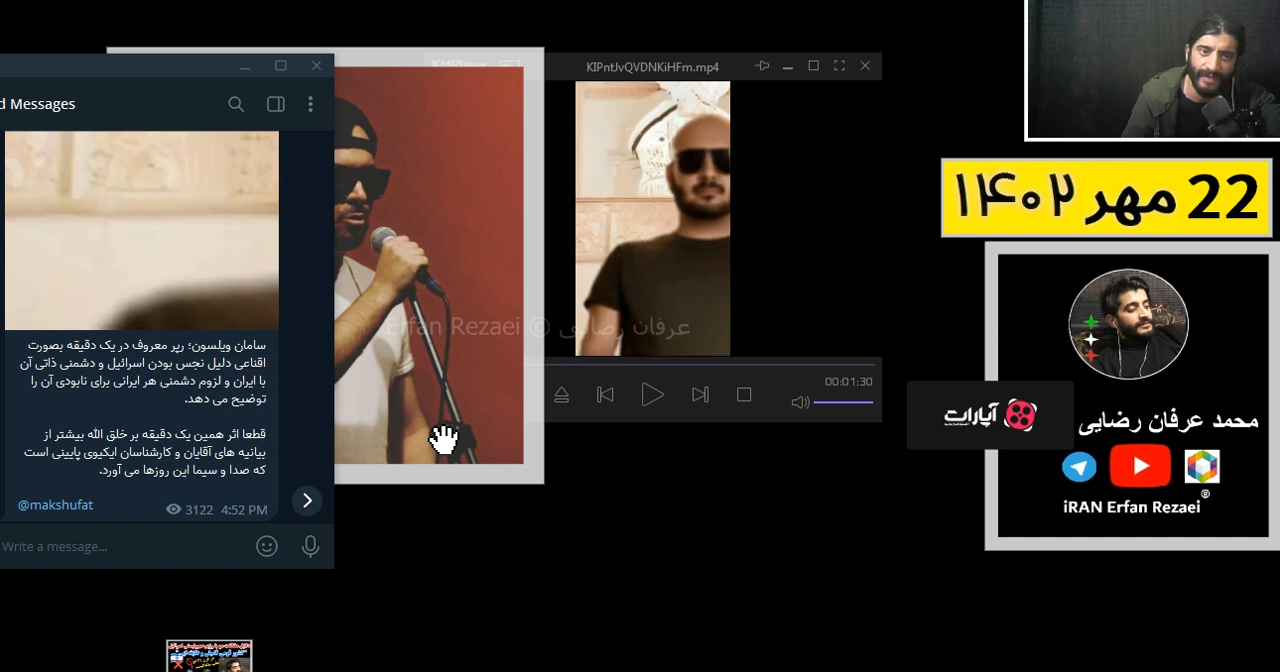 KMPlayer
KIPntJvQVDNKiHFm.mp4
d Messages
22 مهر ۱۴۰۲
Erfan Rezaei © عرفان رضایی
سامان ویلسون؛ رپر معروف در یک دقیقه بصورت
اقناعی دلیل نجس بودن اسرائیل و دشمنی ذاتی آن
با ایران و لزوم دشمنی هر ایرانی برای نابودی آن را
توضیح می دهد.
قطعا اثر همین یک دقیقه بر خلق الله بیشتر از
بیانیه های آقایان و کارشناسان ایکیوی پایینی است
که صدا و سیما این روزها می آورد.
@makshufat
3122 4:52 PM
Write a message...
00:01:30
آپارات
محمد عرفان رضایی
iRAN Erfan Rezaei®